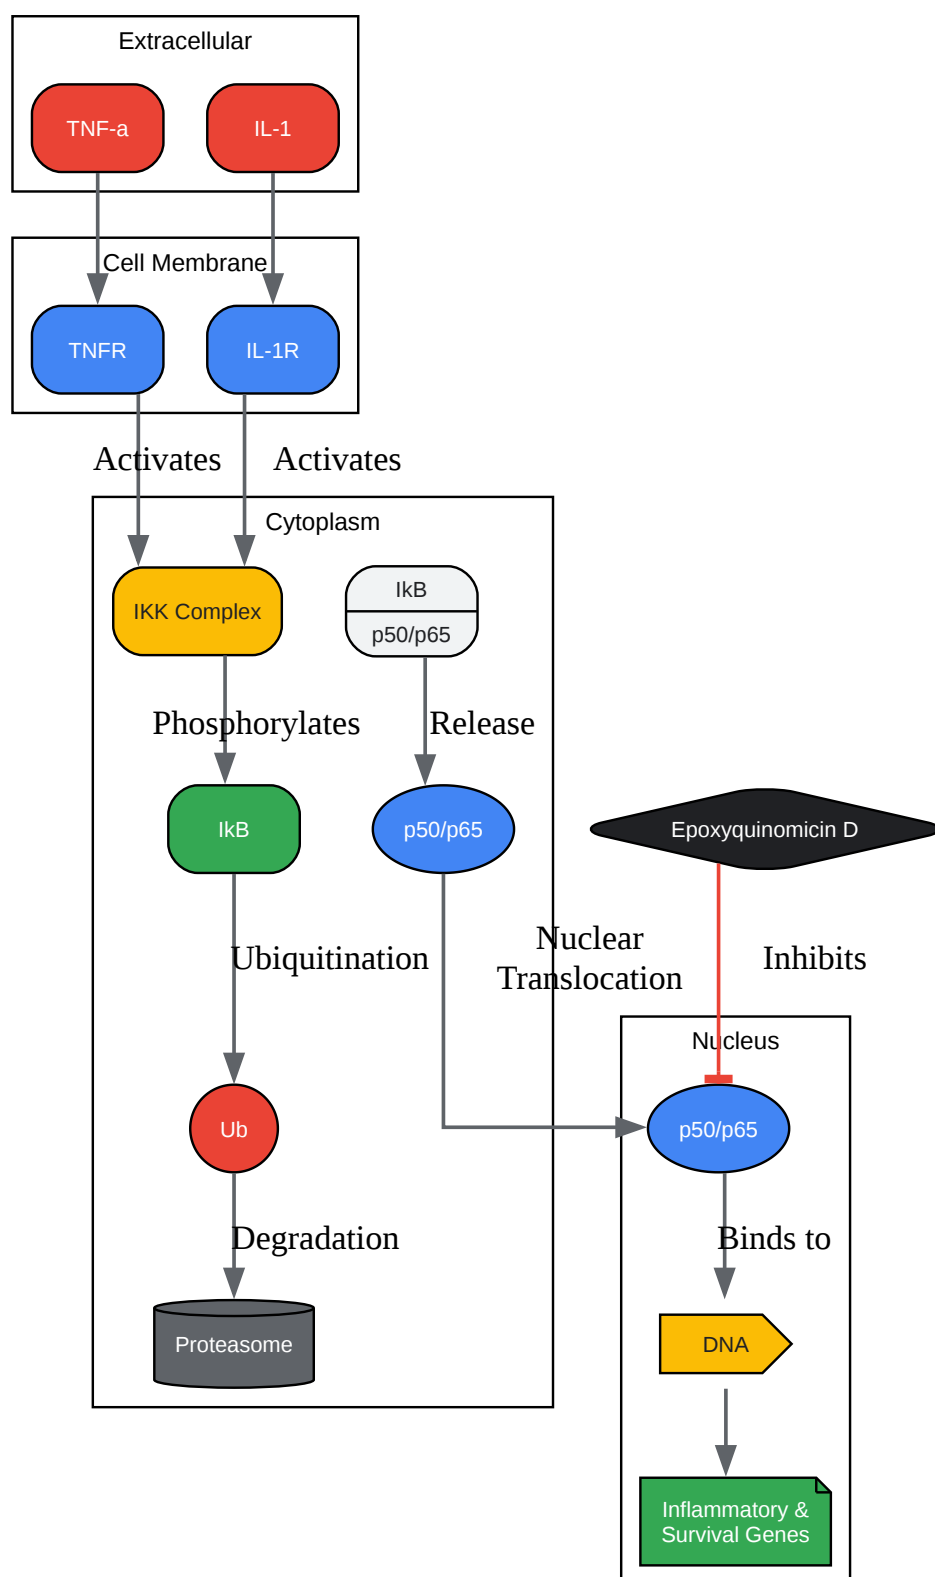 Extracellular
TNF-a
IL-1
Cell Membrane
TNFR
IL-1R
Activates
Activates
Cytoplasm
IKK Complex
IkB
p50/p65
Phosphorylates
Release
IkB
p50/p65
Epoxyquinomicin D
Ubiquitination
Nuclear
Translocation
Inhibits
Nucleus
Ub
p50/p65
Degradation
Binds to
Proteasome
DNA
Inflammatory &
Survival Genes